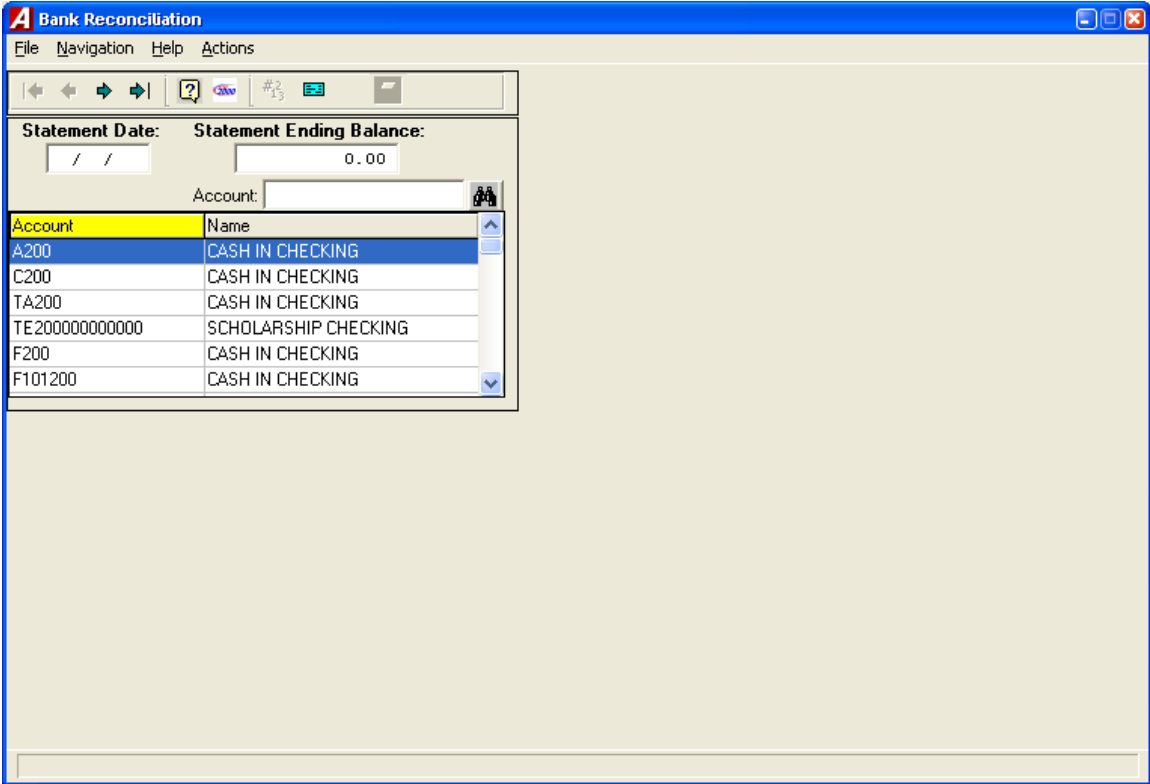 Bank Reconciliation
File Navigation Help Actions
Statement Date: Statement Ending Balance:
/ / 0.00
Account:
Account Name
A200 CASH IN CHECKING
C200 CASH IN CHECKING
TA200 CASH IN CHECKING
TE200000000000 SCHOLARSHIP CHECKING
F200 CASH IN CHECKING
F101200 CASH IN CHECKING